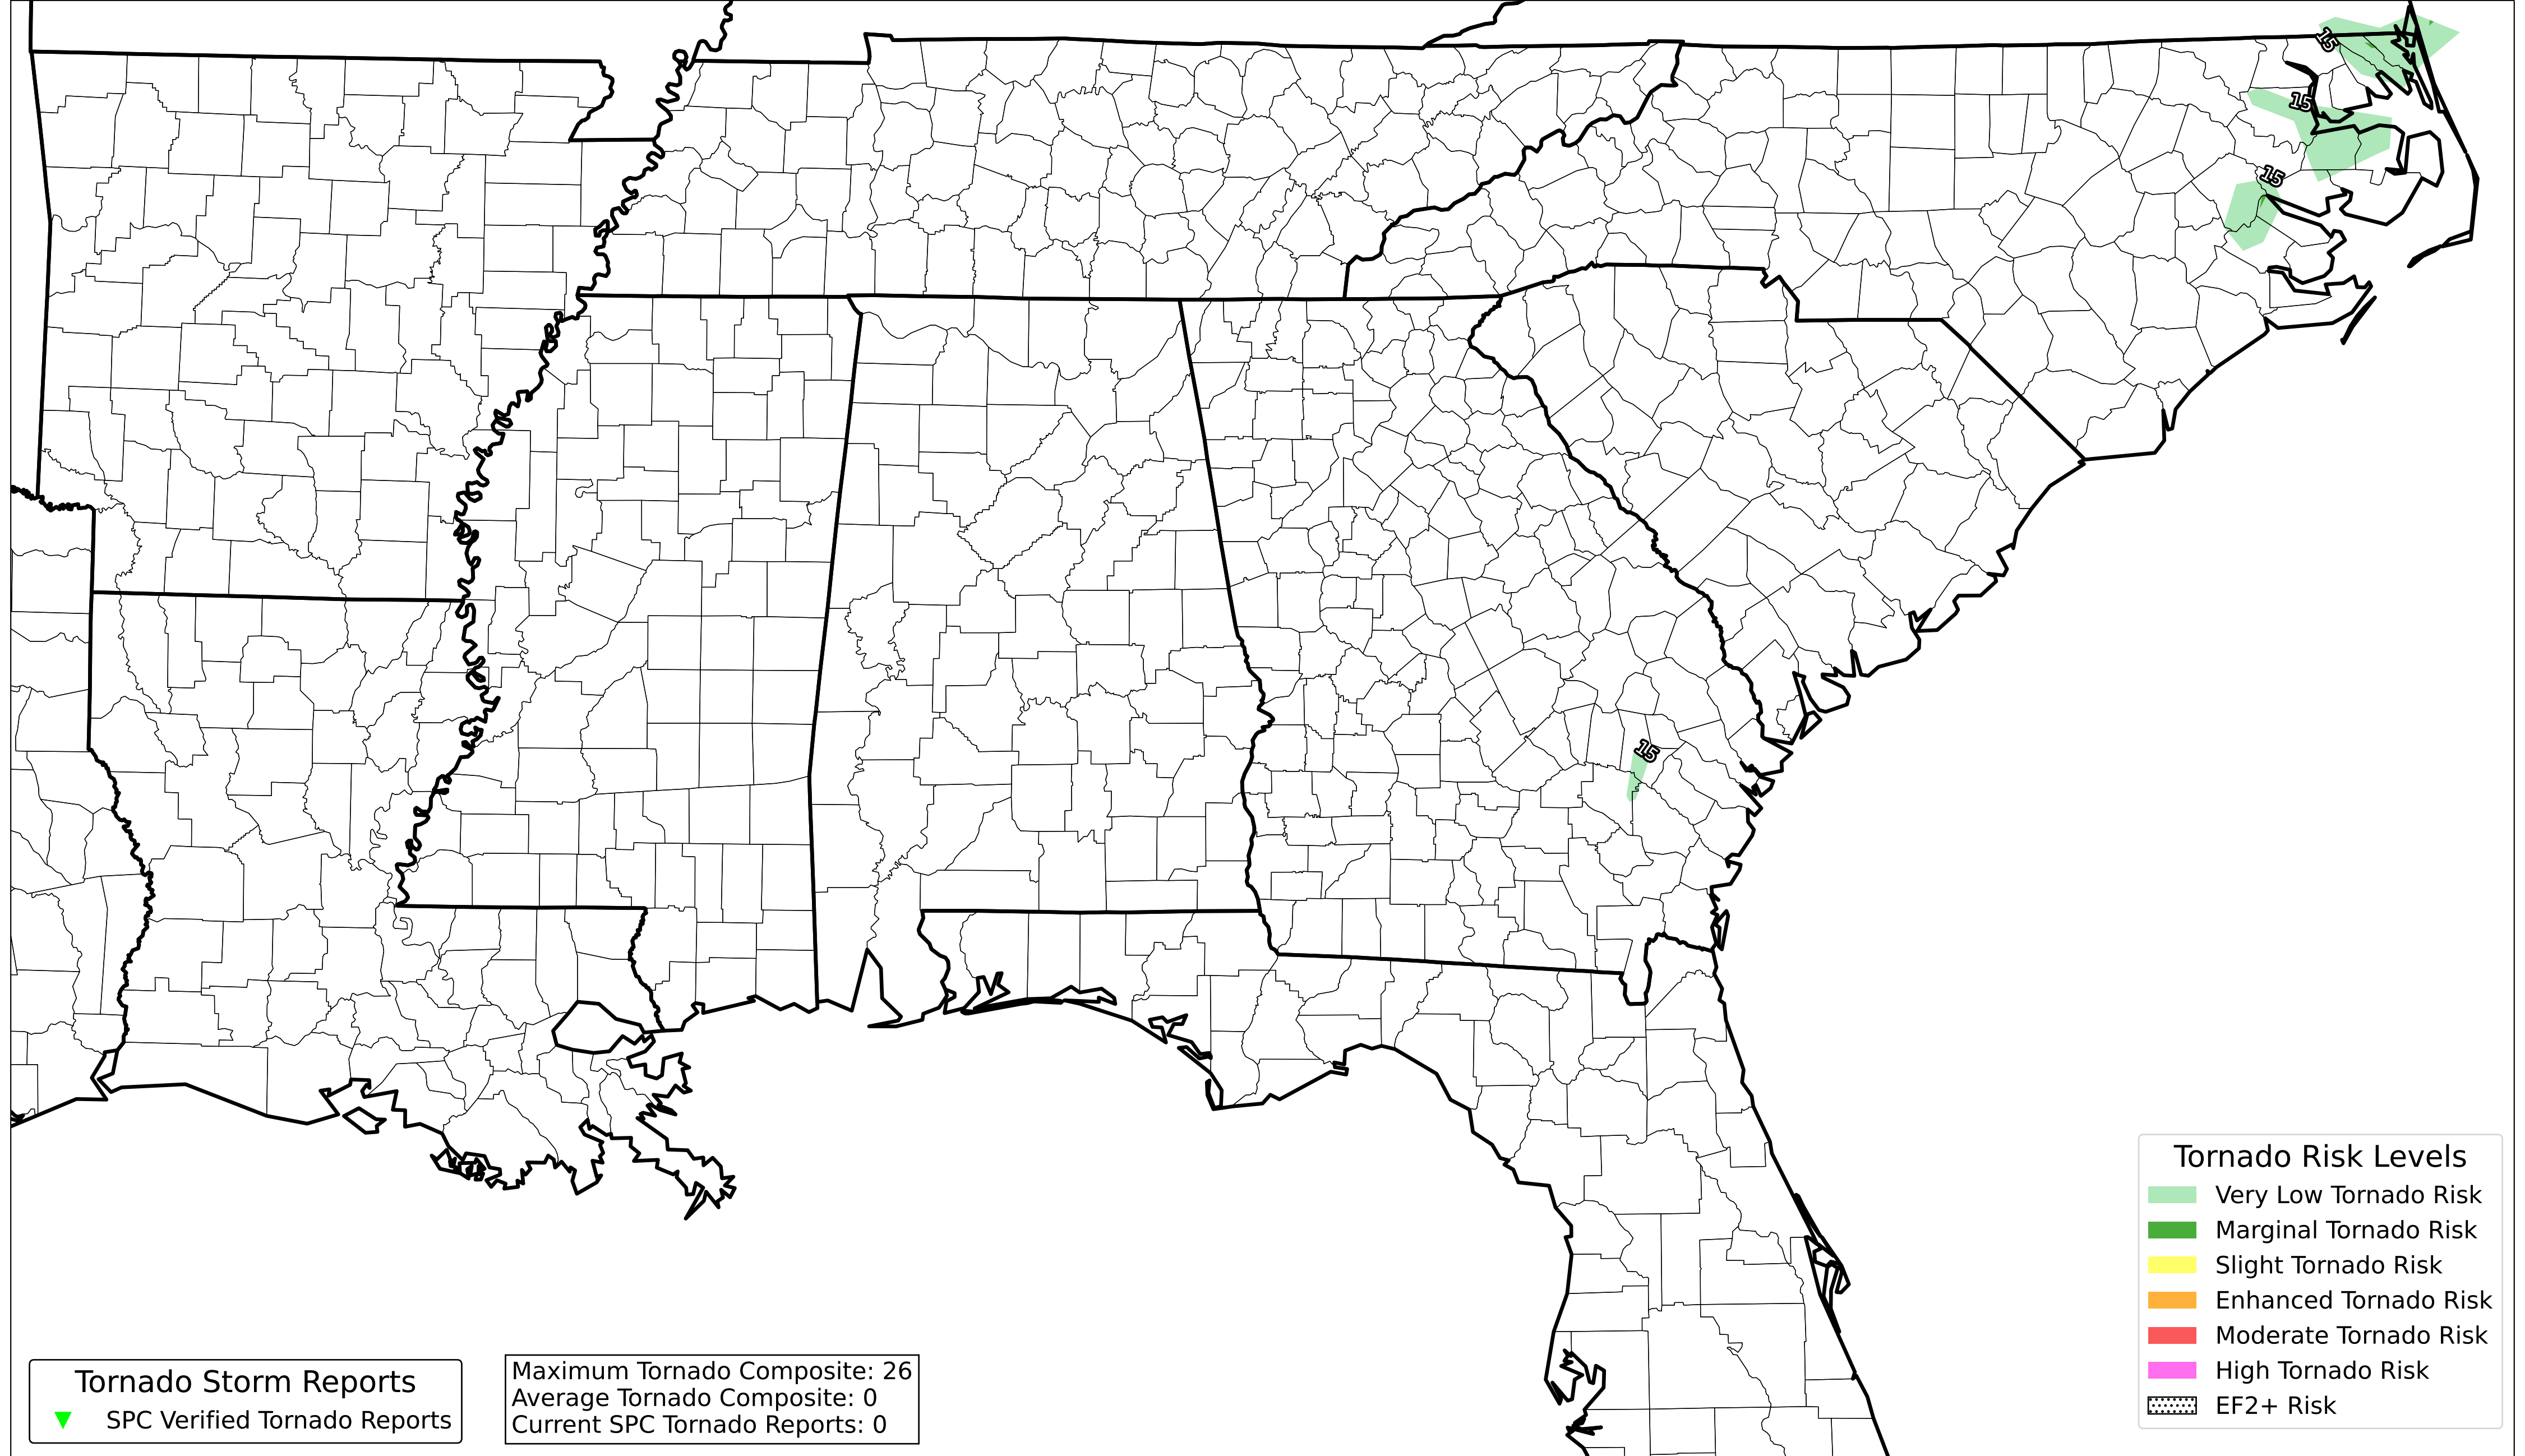 15
15
15
15
Tornado Risk Levels
Very Low Tornado Risk
Marginal Tornado Risk
Slight Tornado Risk
Enhanced Tornado Risk
Moderate Tornado Risk
High Tornado Risk
EF2+ Risk
Tornado Storm Reports
SPC Verified Tornado Reports
Maximum Tornado Composite: 26
Average Tornado Composite: 0
Current SPC Tornado Reports: 0